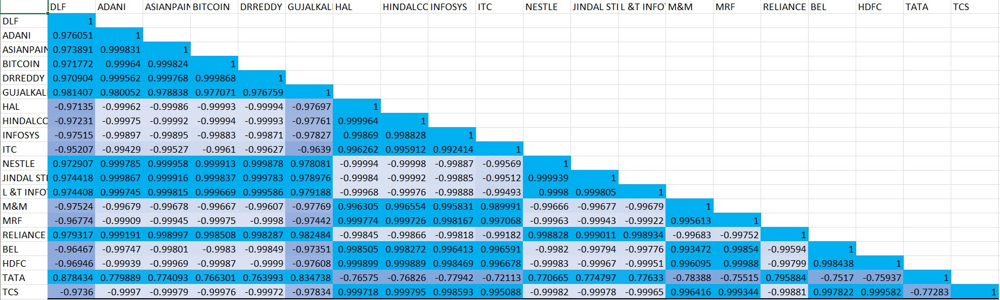 DLF ADANI ASIANPAIN BITCOIN DRREDDY GUJALKALI HAL HINDALCO INFOSYS ITC NESTLE JINDAL STI L &T INFO M&M MRF RELIANCE BEL HDFC TATA TCS
DLF 1
ADANI 0.976051 1
ASIANPAIN 0.973891 0.999831 1
BITCOIN 0.971772 0.99964 0.999824 1
DRREDDY 0.970904 0.999562 0.999768 0.999868 1
GUJALKAL 0.981407 0.980052 0.978838 0.977071 0.976759 1
HAL -0.97135 -0.99962 -0.99986 -0.99993 -0.99994 -0.97697 1
HINDALCO -0.97231 -0.99975 -0.99992 -0.99994 -0.99993 -0.97761 0.999964 1
INFOSYS -0.97515 -0.99897 -0.99895 -0.99883 -0.99871 -0.97827 0.99869 0.998828 1
ITC -0.95207 -0.99429 -0.99527 -0.9961 -0.99627 -0.9639 0.996262 0.995912 0.992414 1
NESTLE 0.972907 0.999785 0.999958 0.999913 0.999878 0.978081 -0.99994 -0.99998 -0.99887 -0.99569 1
JINDAL STI 0.974418 0.999867 0.999916 0.999837 0.999783 0.978976 -0.99984 -0.99992 -0.99885 -0.99512 0.999939 1
L &T INFO 0.974408 0.999745 0.999815 0.999669 0.999586 0.979188 -0.99968 -0.99976 -0.99888 -0.99493 0.9998 0.999805 1
M&M -0.97524 -0.99679 -0.99678 -0.99667 -0.99607 -0.97769 0.996305 0.996554 0.995831 0.989991 -0.99666 -0.99677 -0.99679 1
MRF -0.96774 -0.99909 -0.99945 -0.99975 -0.9998 -0.97442 0.999774 0.999726 0.998167 0.997068 -0.99963 -0.99943 -0.99922 0.995613 1
RELIANCE 0.979317 0.999191 0.998997 0.998508 0.998287 0.982484 -0.99845 -0.99866 -0.99818 -0.99182 0.998828 0.999011 0.998934 -0.99683 -0.99752 1
BEL -0.96467 -0.99747 -0.99801 -0.9983 -0.99849 -0.97351 0.998505 0.998272 0.996413 0.996591 -0.9982 -0.99794 -0.99776 0.993472 0.99854 -0.99594 1
HDFC -0.96946 -0.99939 -0.99969 -0.99987 -0.9999 -0.97608 0.999899 0.999889 0.998469 0.996678 -0.99983 -0.99967 -0.99951 0.996095 0.99988 -0.99799 0.998438 1
TATA 0.878434 0.779889 0.774093 0.766301 0.763993 0.834738 -0.76575 -0.76826 -0.77942 -0.72113 0.770665 0.774797 0.77633 -0.78388 -0.75515 0.795884 -0.7517 -0.75937 1
TCS -0.9736 -0.9997 -0.99979 -0.99976 -0.99972 -0.97834 0.999718 0.999795 0.998593 0.995088 -0.99982 -0.99978 -0.99965 0.996416 0.999344 -0.99881 0.997822 0.999582 -0.77283 1